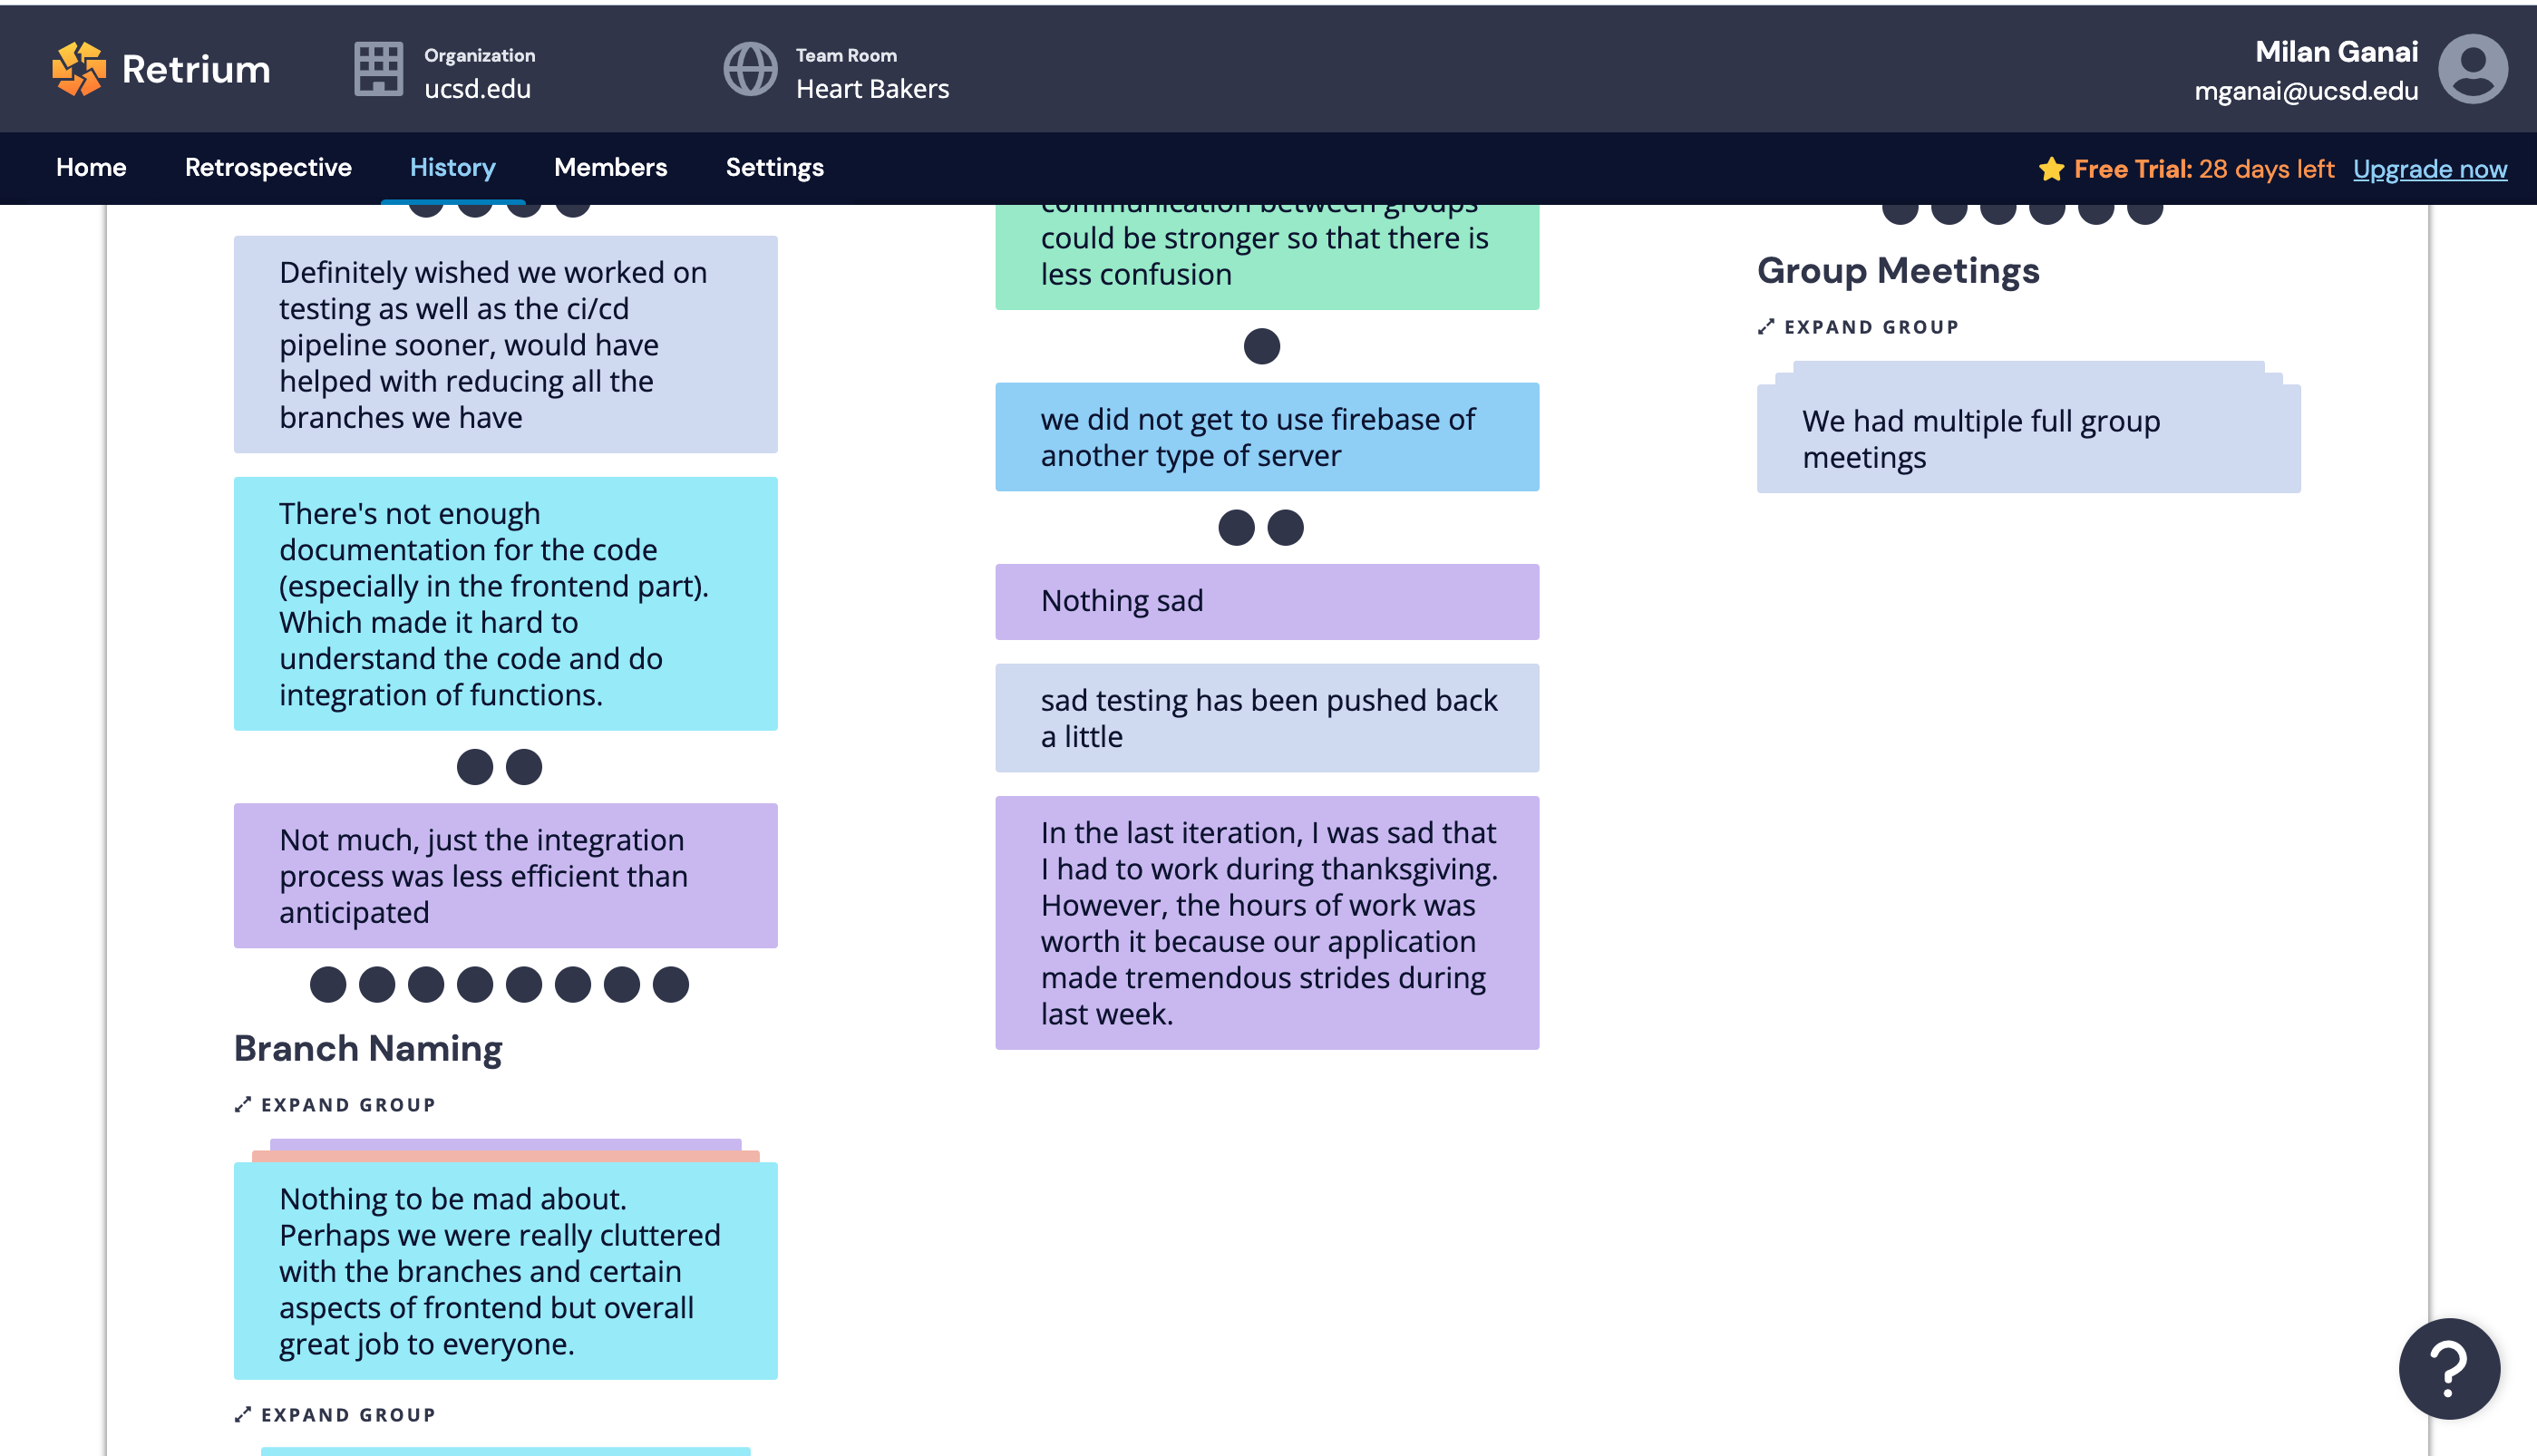 Retrium
Organization
ucsd.edu
Team Room
Heart Bakers
Milan Ganai
mganai@ucsd.edu
Home
Retrospective
History
Members
Settings
Free Trial: 28 days left
Upgrade now
Definitely wished we worked on
testing as well as the ci/cd
pipeline sooner, would have
helped with reducing all the
branches we have
There's not enough
documentation for the code
(especially in the frontend part).
Which made it hard to
understand the code and do
integration of functions.
Not much, just the integration
process was less efficient than
anticipated
Branch Naming
EXPAND GROUP
Nothing to be mad about.
Perhaps we were really cluttered
with the branches and certain
aspects of frontend but overall
great job to everyone.
EXPAND GROUP
communication between groups
could be stronger so that there is
less confusion
we did not get to use firebase of
another type of server
Nothing sad
sad testing has been pushed back
a little
In the last iteration, I was sad that
I had to work during thanksgiving.
However, the hours of work was
worth it because our application
made tremendous strides during
last week.
Group Meetings
EXPAND GROUP
We had multiple full group
meetings
?